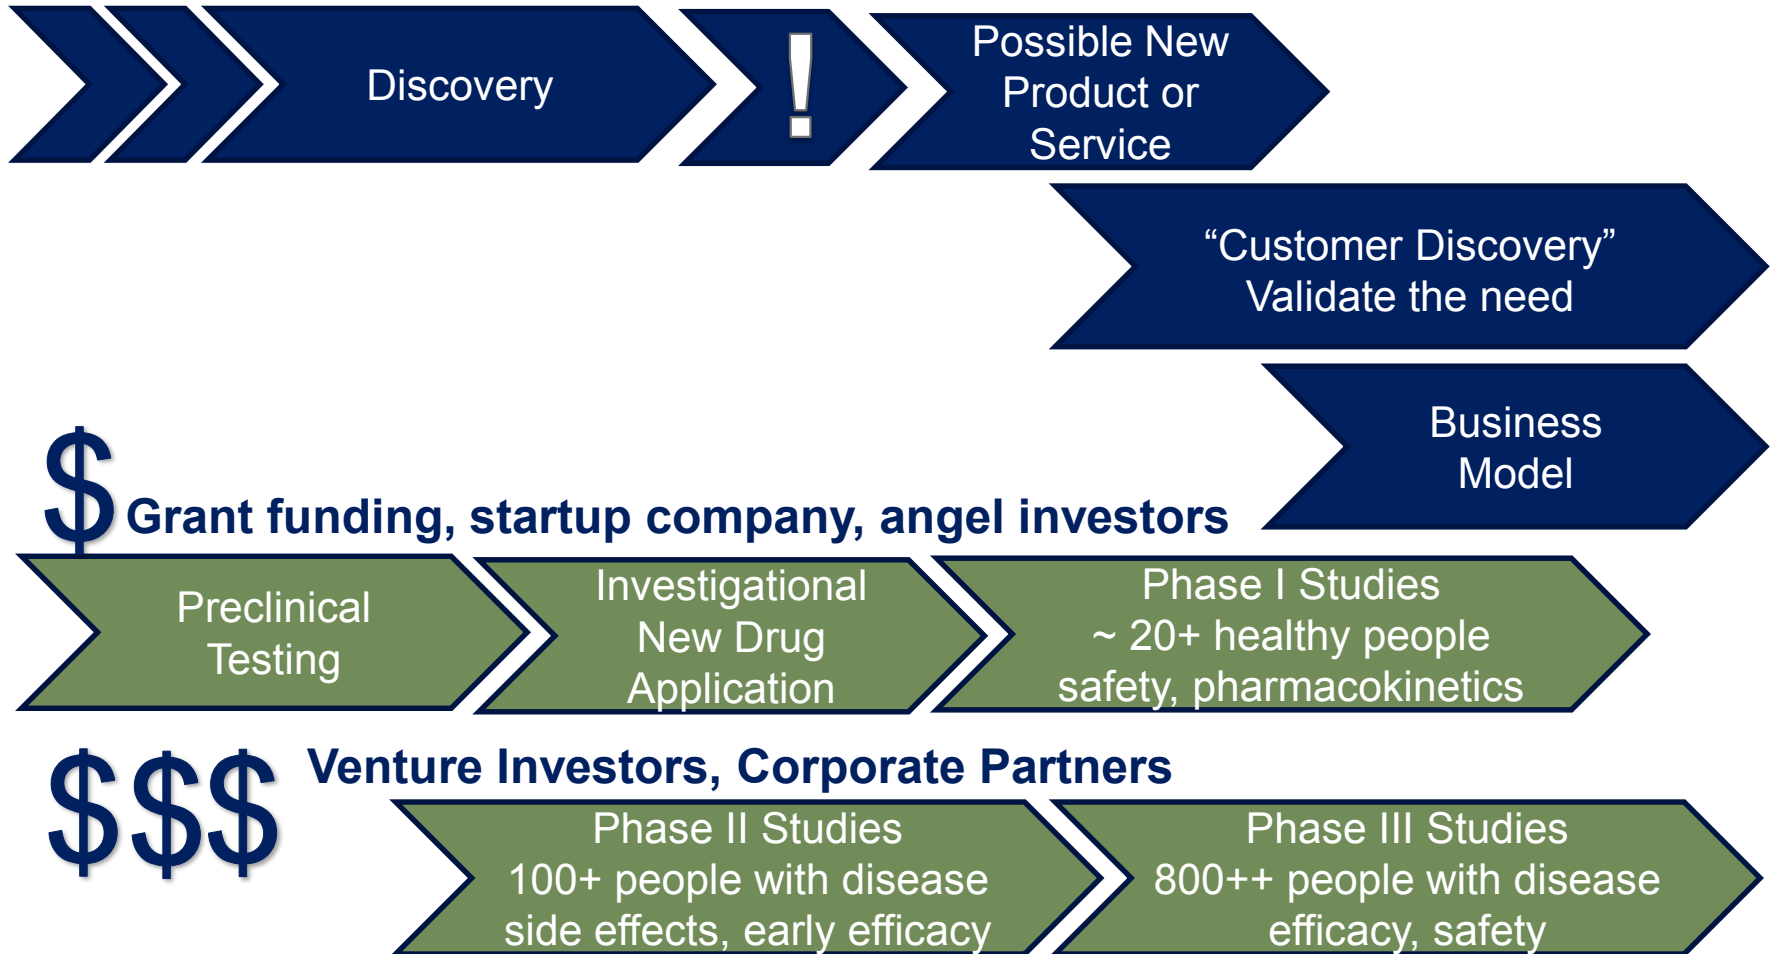 Discovery
!
Possible New
Product or
Service
“Customer Discovery”
Validate the need
Business
Model
$
Grant funding, startup company, angel investors
Preclinical
Testing
Investigational
New Drug
Application
Phase I Studies
~ 20+ healthy people
safety, pharmacokinetics
$$$
Venture Investors, Corporate Partners
Phase II Studies
100+ people with disease
side effects, early efficacy
Phase III Studies
800++ people with disease
efficacy, safety